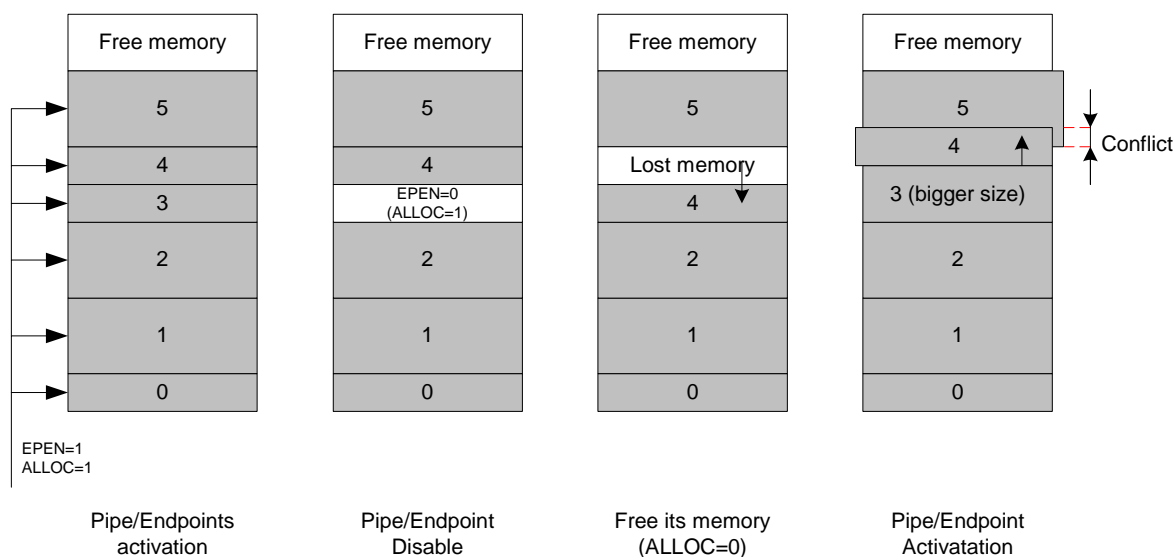 Free memory
5
4
3
2
1
0
EPEN=1
ALLOC=1
Pipe/Endpoints
activation
Free memory
5
4
EPEN=0
(ALLOC=1)
2
1
0
Pipe/Endpoint
Disable
Free memory
5
Lost memory
4
2
1
0
Free its memory
(ALLOC=0)
Free memory
5
4
Conflict
3 (bigger size)
2
1
0
Pipe/Endpoint
Activatation